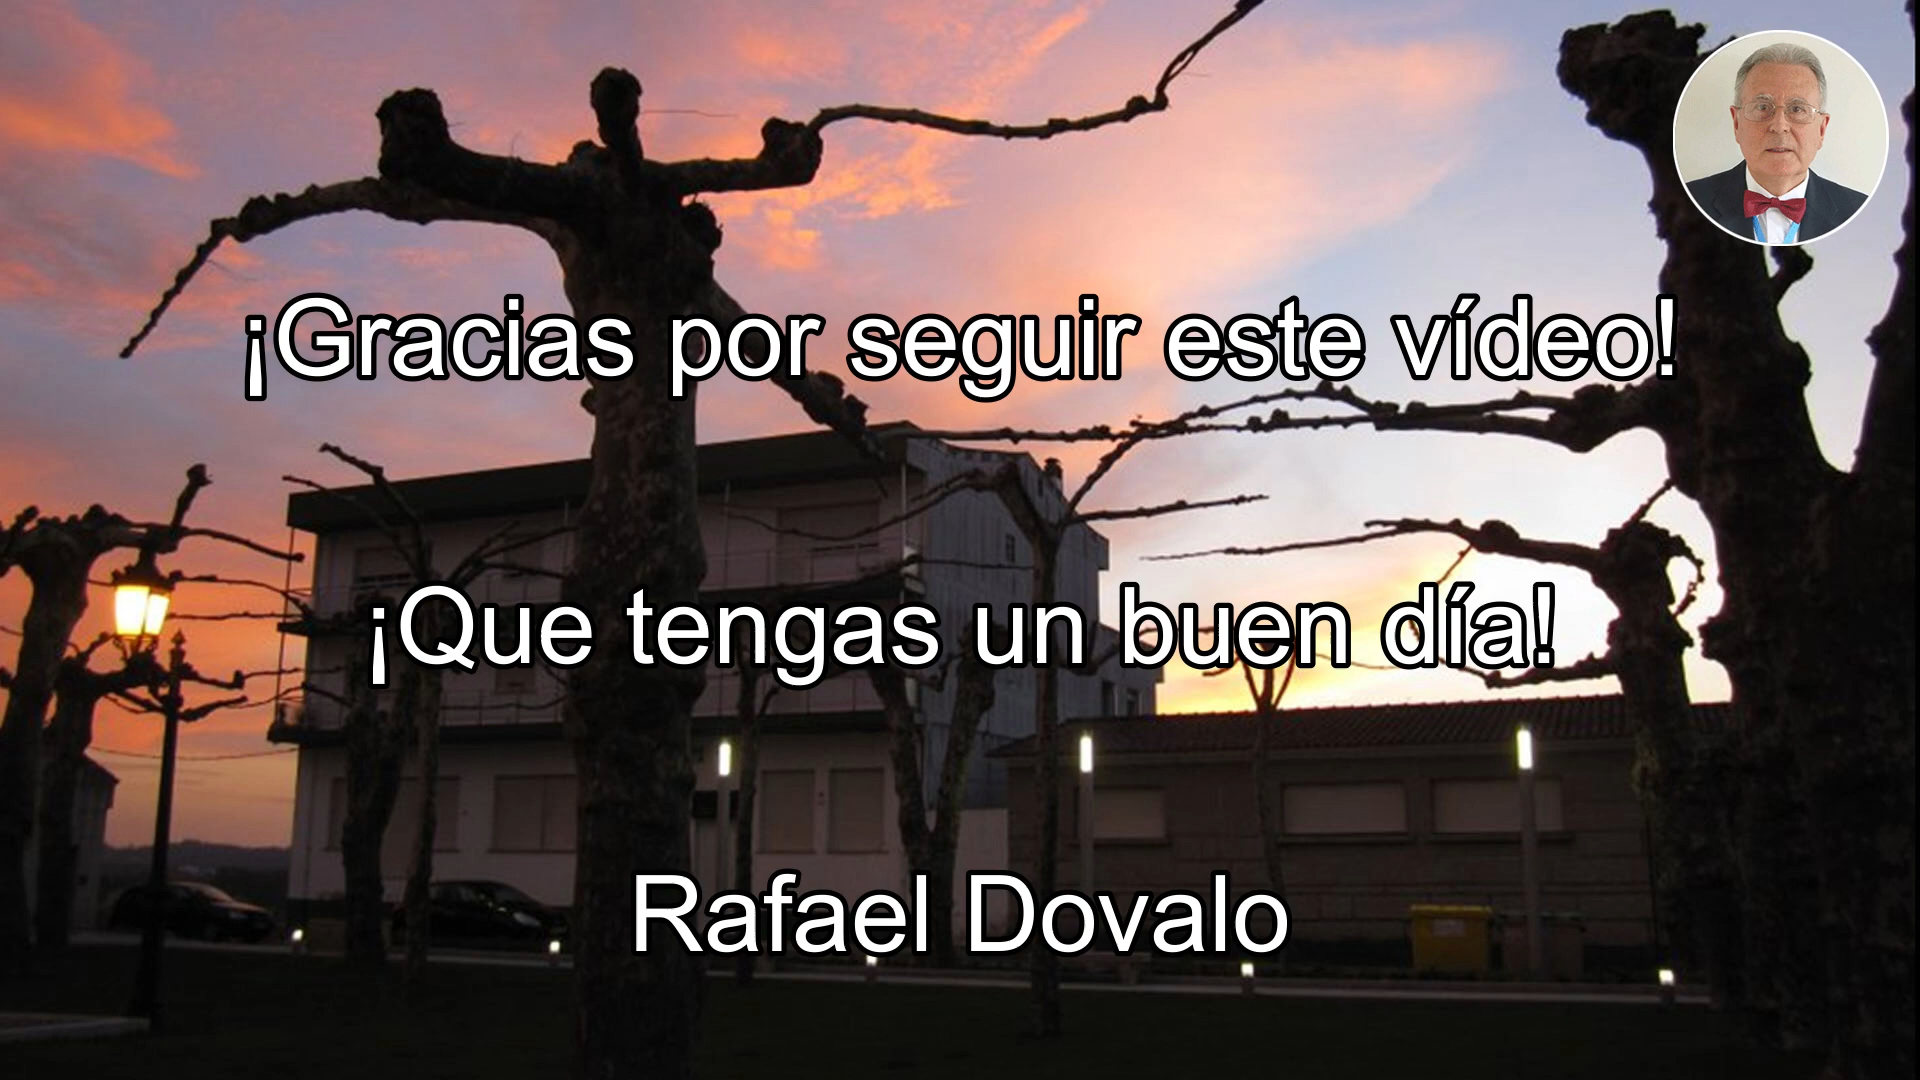 ¡Gracias por seguir este vídeo!
¡Que tengas un buen día!
Rafael Dovalo